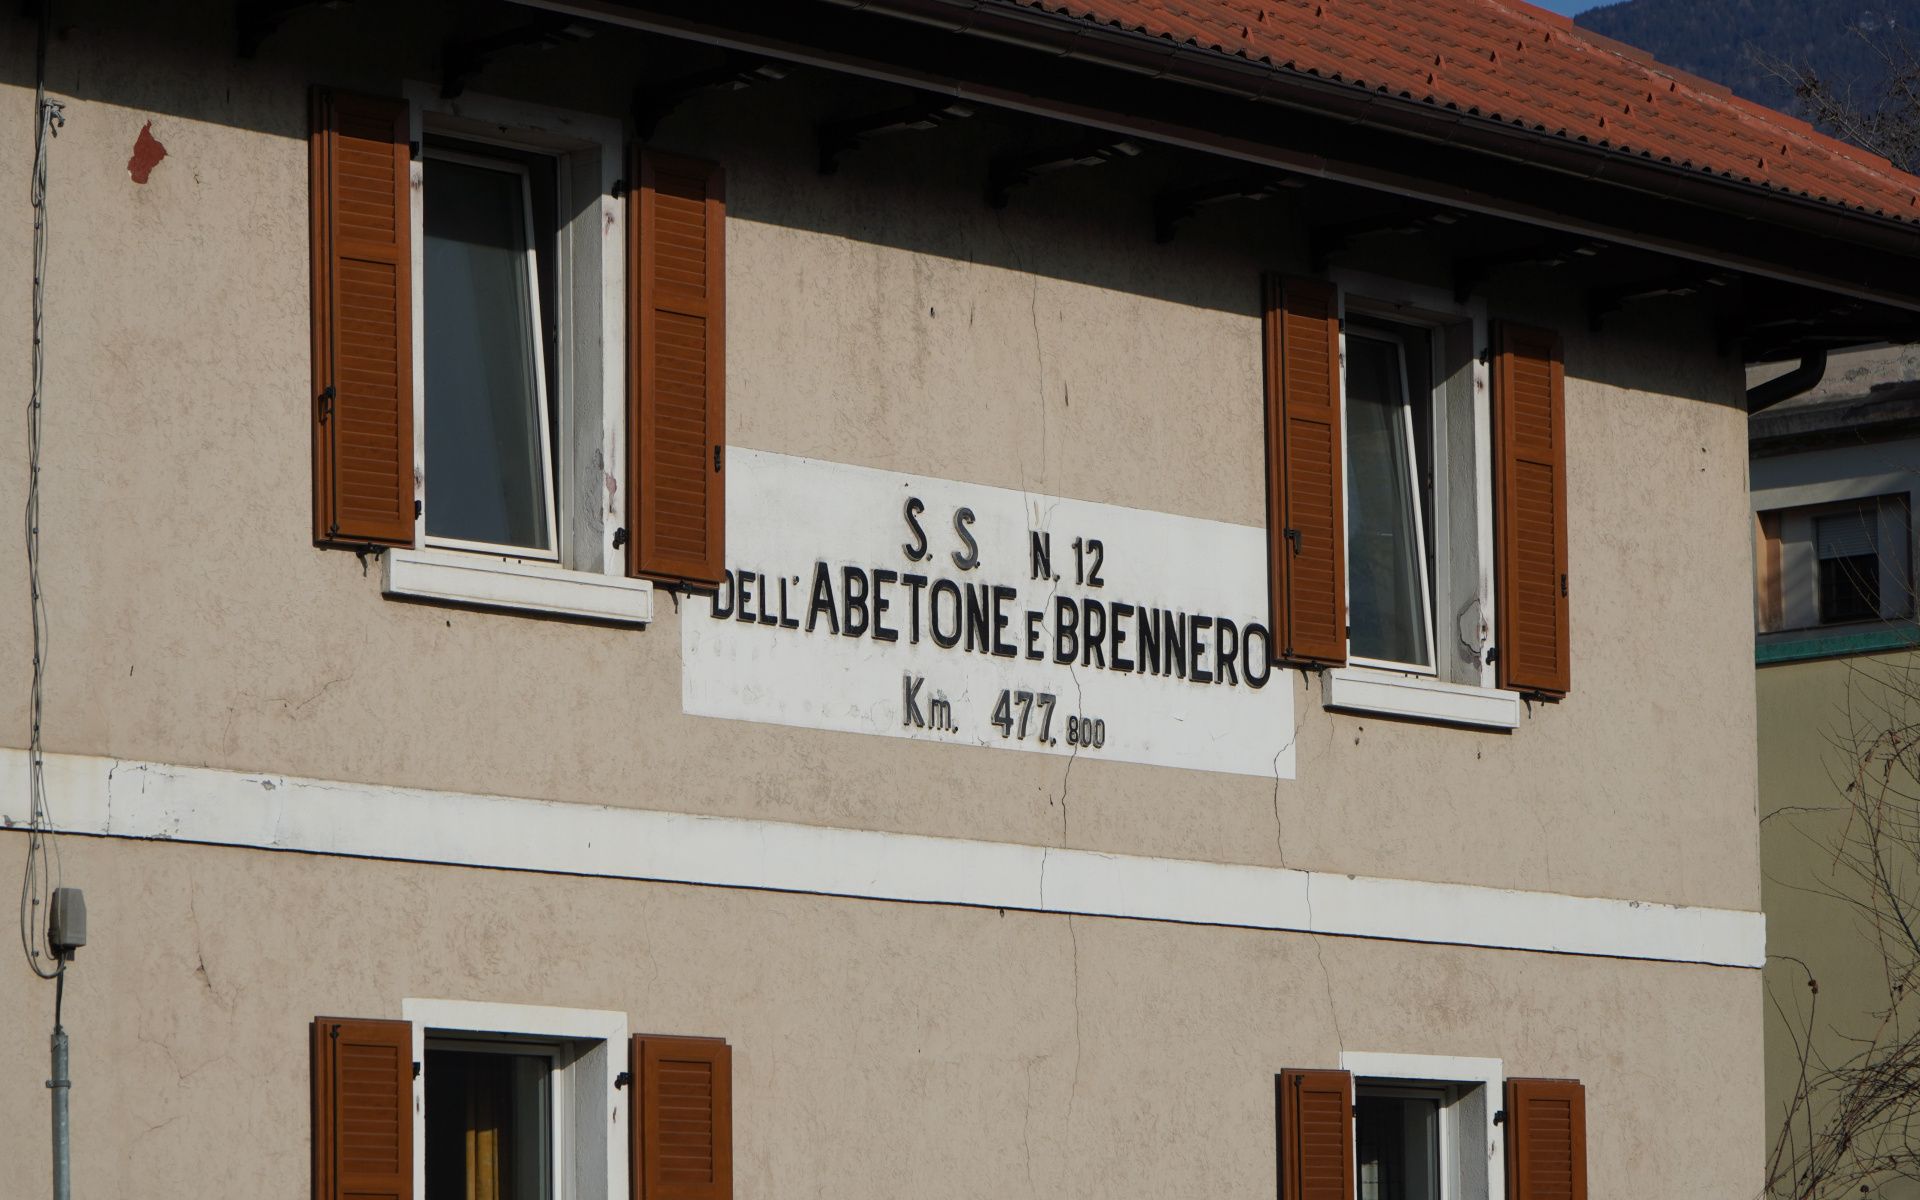 S. S. N. 12
DELL'ABETONE E BRENNERO
Km. 477.800